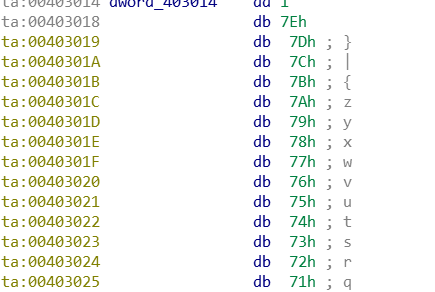 ta:00403014 dword_403014 dd 1
ta:00403018 db 7Eh
ta:00403019 db 7Dh ; }
ta:0040301A db 7Ch ; |
ta:0040301B db 7Bh ; {
ta:0040301C db 7Ah ; z
ta:0040301D db 79h ; y
ta:0040301E db 78h ; x
ta:0040301F db 77h ; w
ta:00403020 db 76h ; v
ta:00403021 db 75h ; u
ta:00403022 db 74h ; t
ta:00403023 db 73h ; s
ta:00403024 db 72h ; r
ta:00403025 db 71h ; q